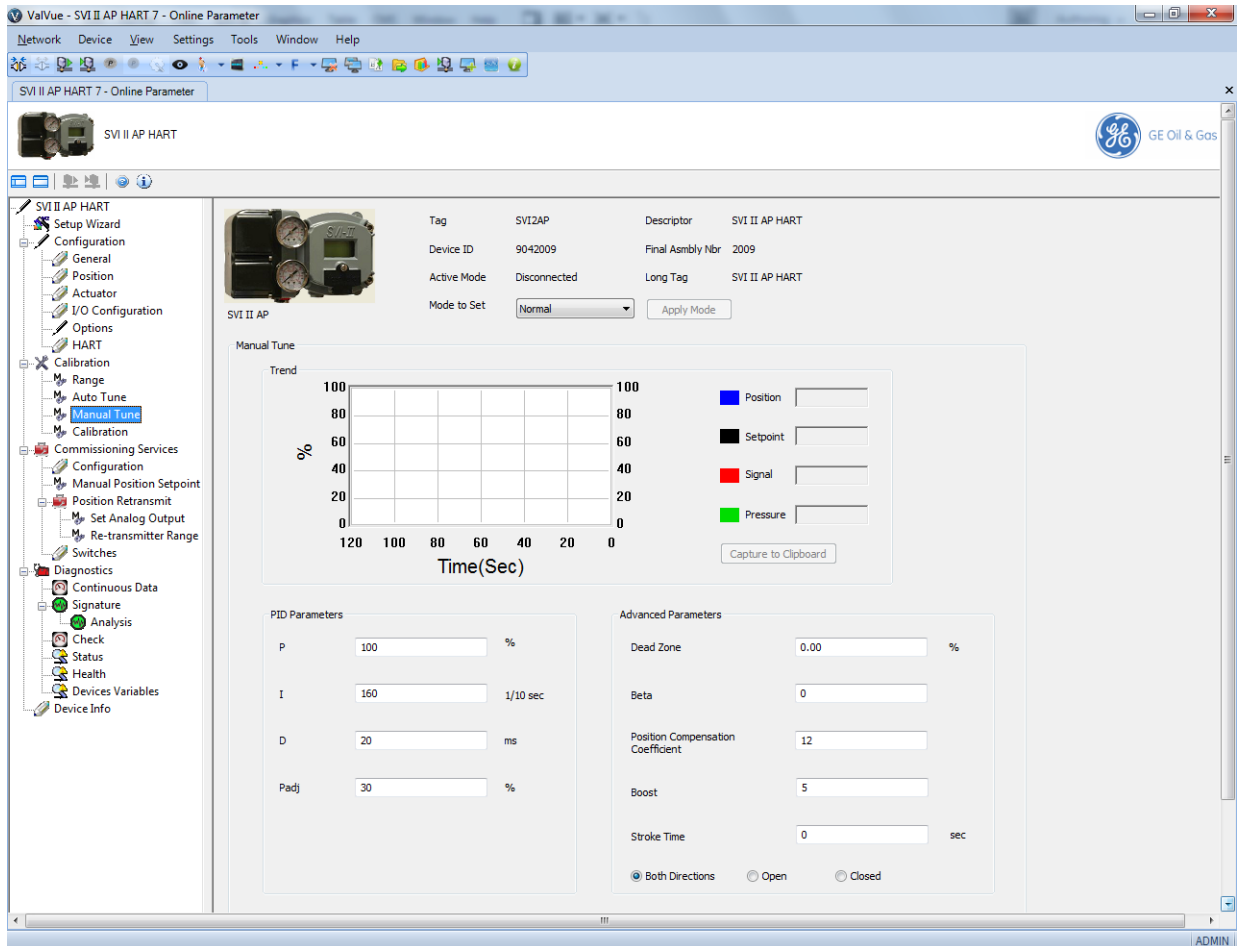 ValVue - SVI II AP HART 7 - Online Parameter
Network Device View Settings Tools Window Help
SVI II AP HART 7 - Online Parameter
SVI II AP HART
GE Oil & Gas
SVI II AP HART
Setup Wizard
Configuration
General
Position
Actuator
I/O Configuration
Options
HART
Calibration
Range
Auto Tune
Manual Tune
Calibration
Commissioning Services
Configuration
Manual Position Setpoint
Position Retransmit
Set Analog Output
Re-transmitter Range
Switches
Diagnostics
Continuous Data
Signature
Analysis
Check
Status
Health
Devices Variables
Device Info
SVI II AP
Tag SVI2AP Descriptor SVI II AP HART
Device ID 9042009 Final Asmbly Nbr 2009
Active Mode Disconnected Long Tag SVI II AP HART
Mode to Set Normal Apply Mode
Manual Tune
Trend
100 100
80 80
60 60
%
40 40
20 20
0 0
120 100 80 60 40 20 0
Time(Sec)
Position
Setpoint
Signal
Pressure
Capture to Clipboard
PID Parameters
P 100 %
I 160 1/10 sec
D 20 ms
Padj 30 %
Advanced Parameters
Dead Zone 0.00 %
Beta 0
Position Compensation
Coefficient 12
Boost 5
Stroke Time 0 sec
Both Directions Open Closed
ADMIN